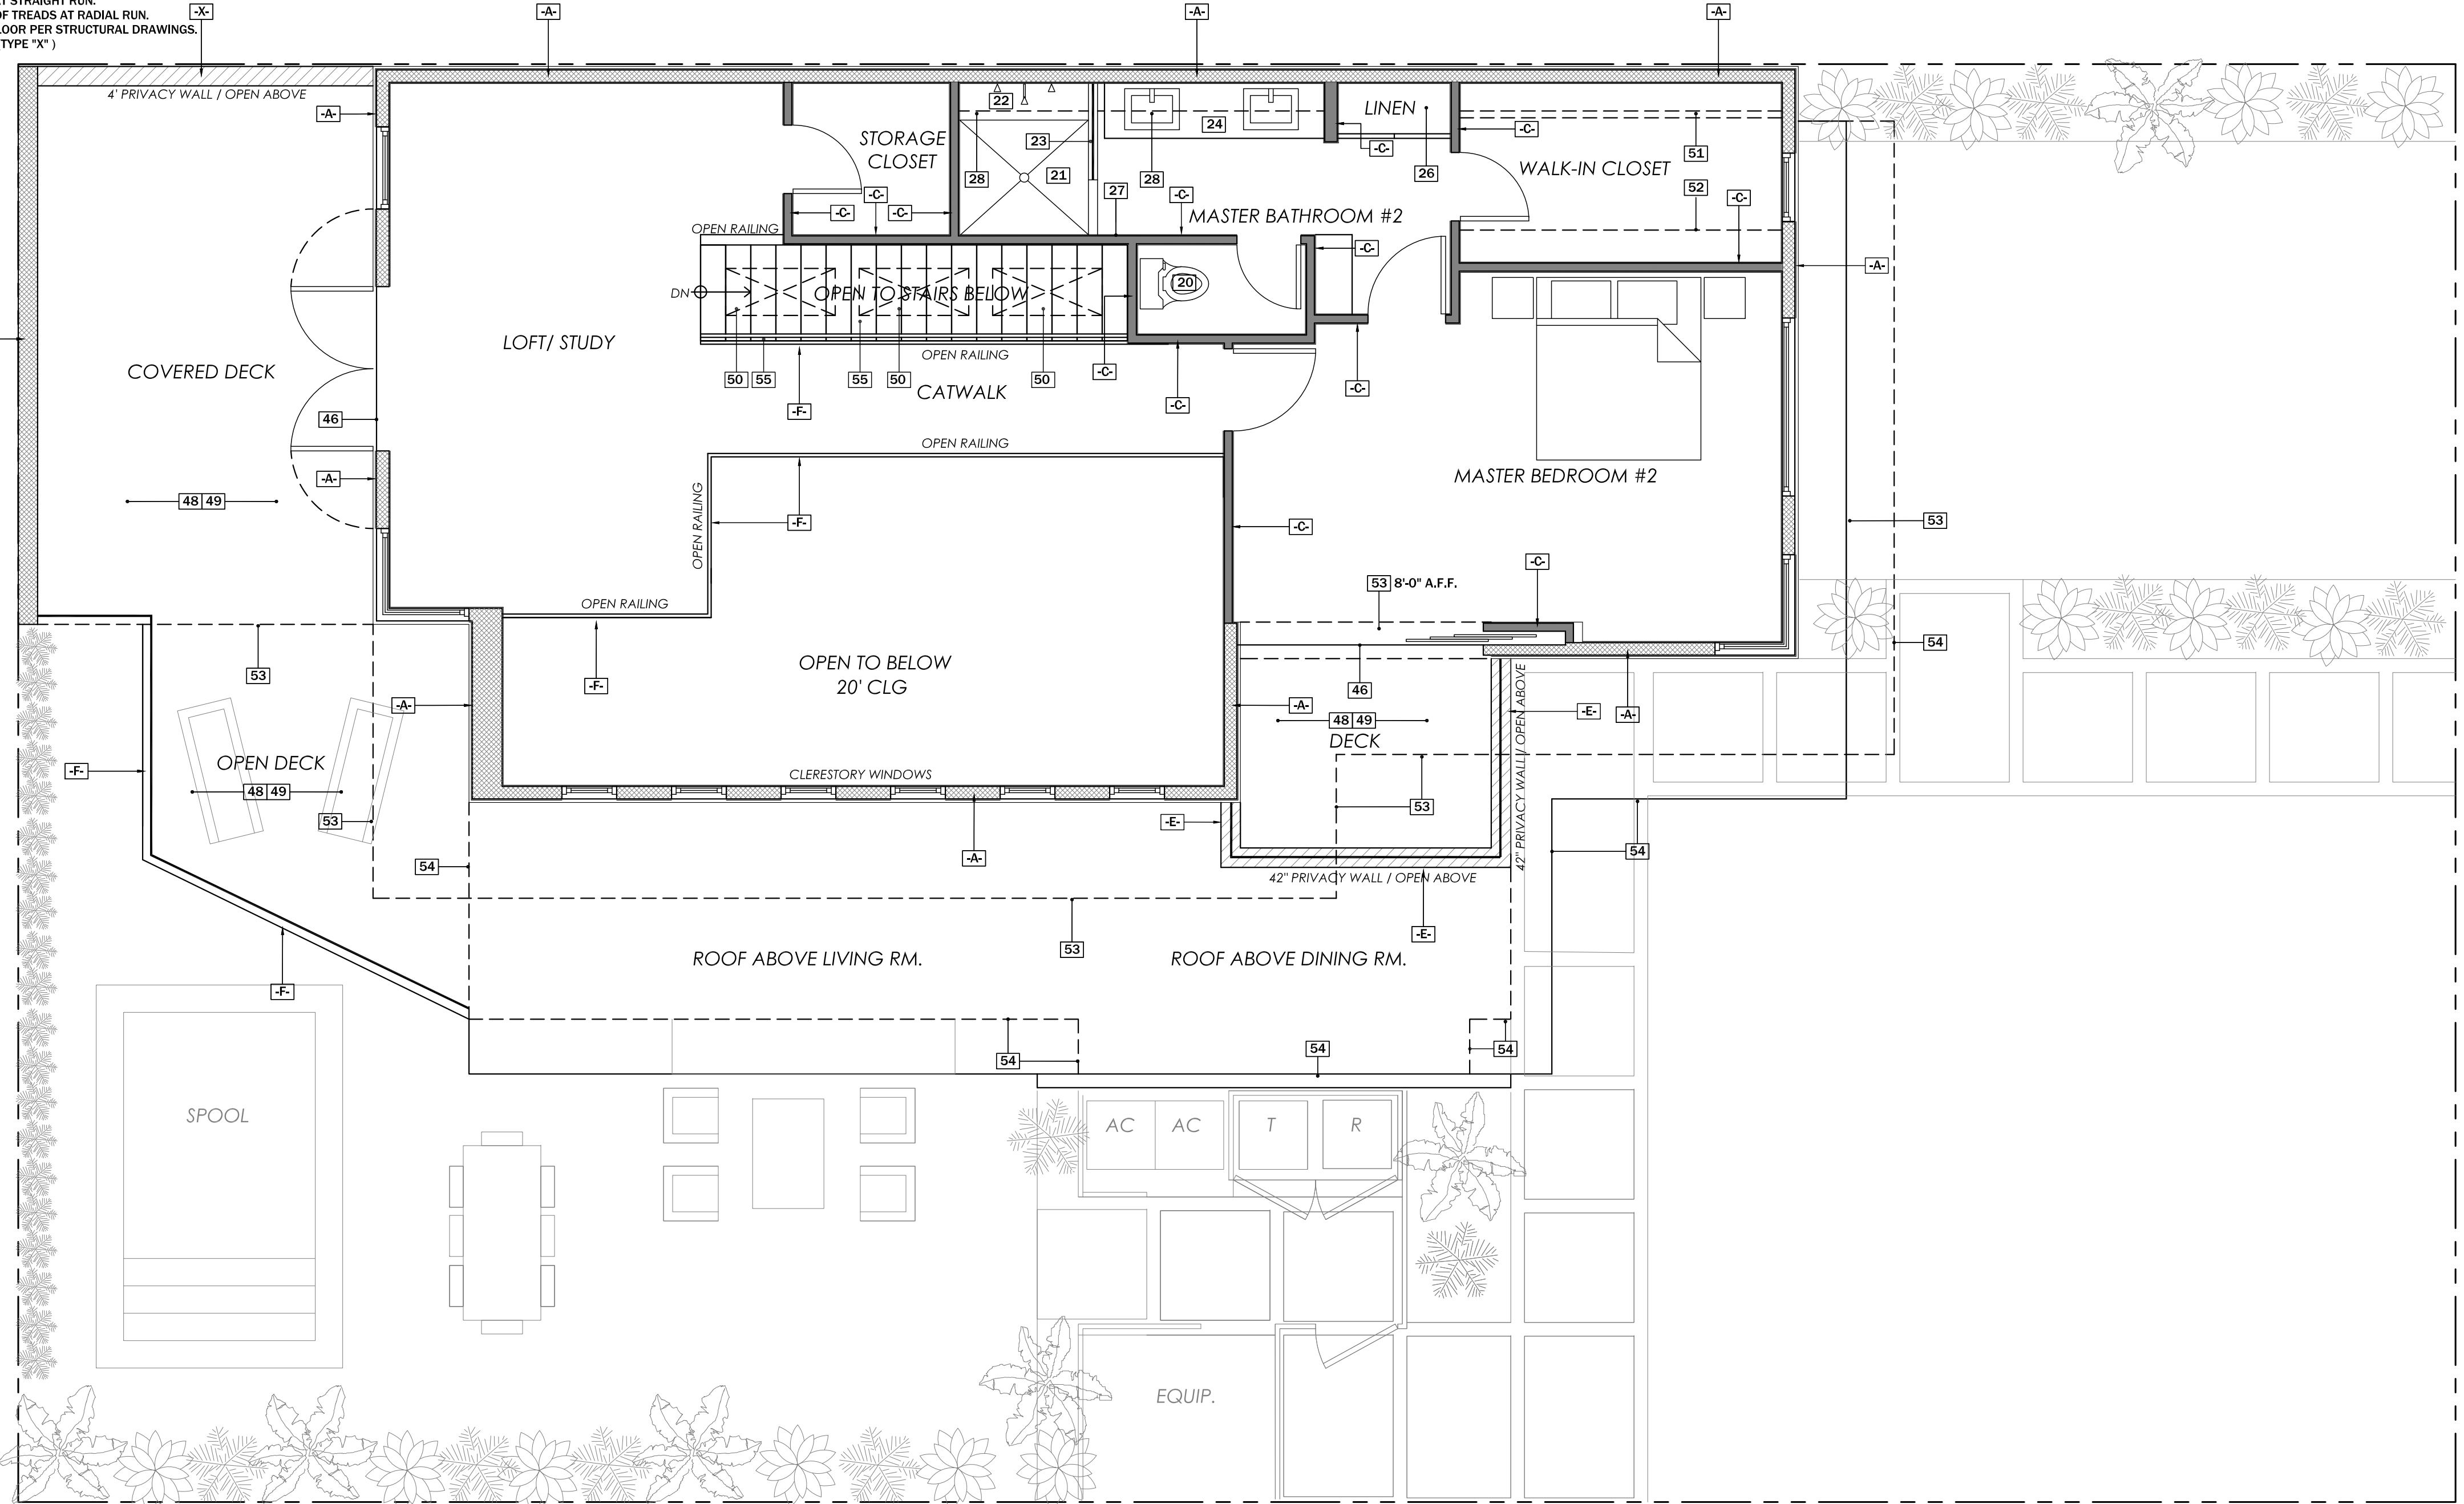 T STRAIGHT RUN.
OF TREADS AT RADIAL RUN.
LOOR PER STRUCTURAL DRAWINGS.
TYPE "X" )
-X-
-A-
-A-
-A-
4' PRIVACY WALL / OPEN ABOVE
-A-
22
28
23
21
24
28
27
LINEN
-C-
26
-C-
51
52
-C-
STORAGE
CLOSET
-C-
-C-
-C-
-C-
WALK-IN CLOSET
MASTER BATHROOM #2
-C-
-A-
OPEN RAILING
DN
OPEN TO STAIRS BELOW
20
LOFT/ STUDY
COVERED DECK
OPEN RAILING
50
55
55
50
50
-C-
-C-
CATWALK
-F-
-C-
46
OPEN RAILING
-A-
48
49
OPEN RAILING
-F-
MASTER BEDROOM #2
-C-
53
-C-
53
8'-0" A.F.F.
OPEN RAILING
53
-F-
OPEN TO BELOW
20' CLG
54
46
-A-
-A-
48
49
DECK
-E-
-A-
42" PRIVACY WALL / OPEN ABOVE
-F-
OPEN DECK
48
49
CLERESTORY WINDOWS
53
-E-
53
54
-A-
54
42" PRIVACY WALL / OPEN ABOVE
53
-E-
ROOF ABOVE LIVING RM.
ROOF ABOVE DINING RM.
-F-
54
54
54
SPOOL
AC
AC
T
R
EQUIP.